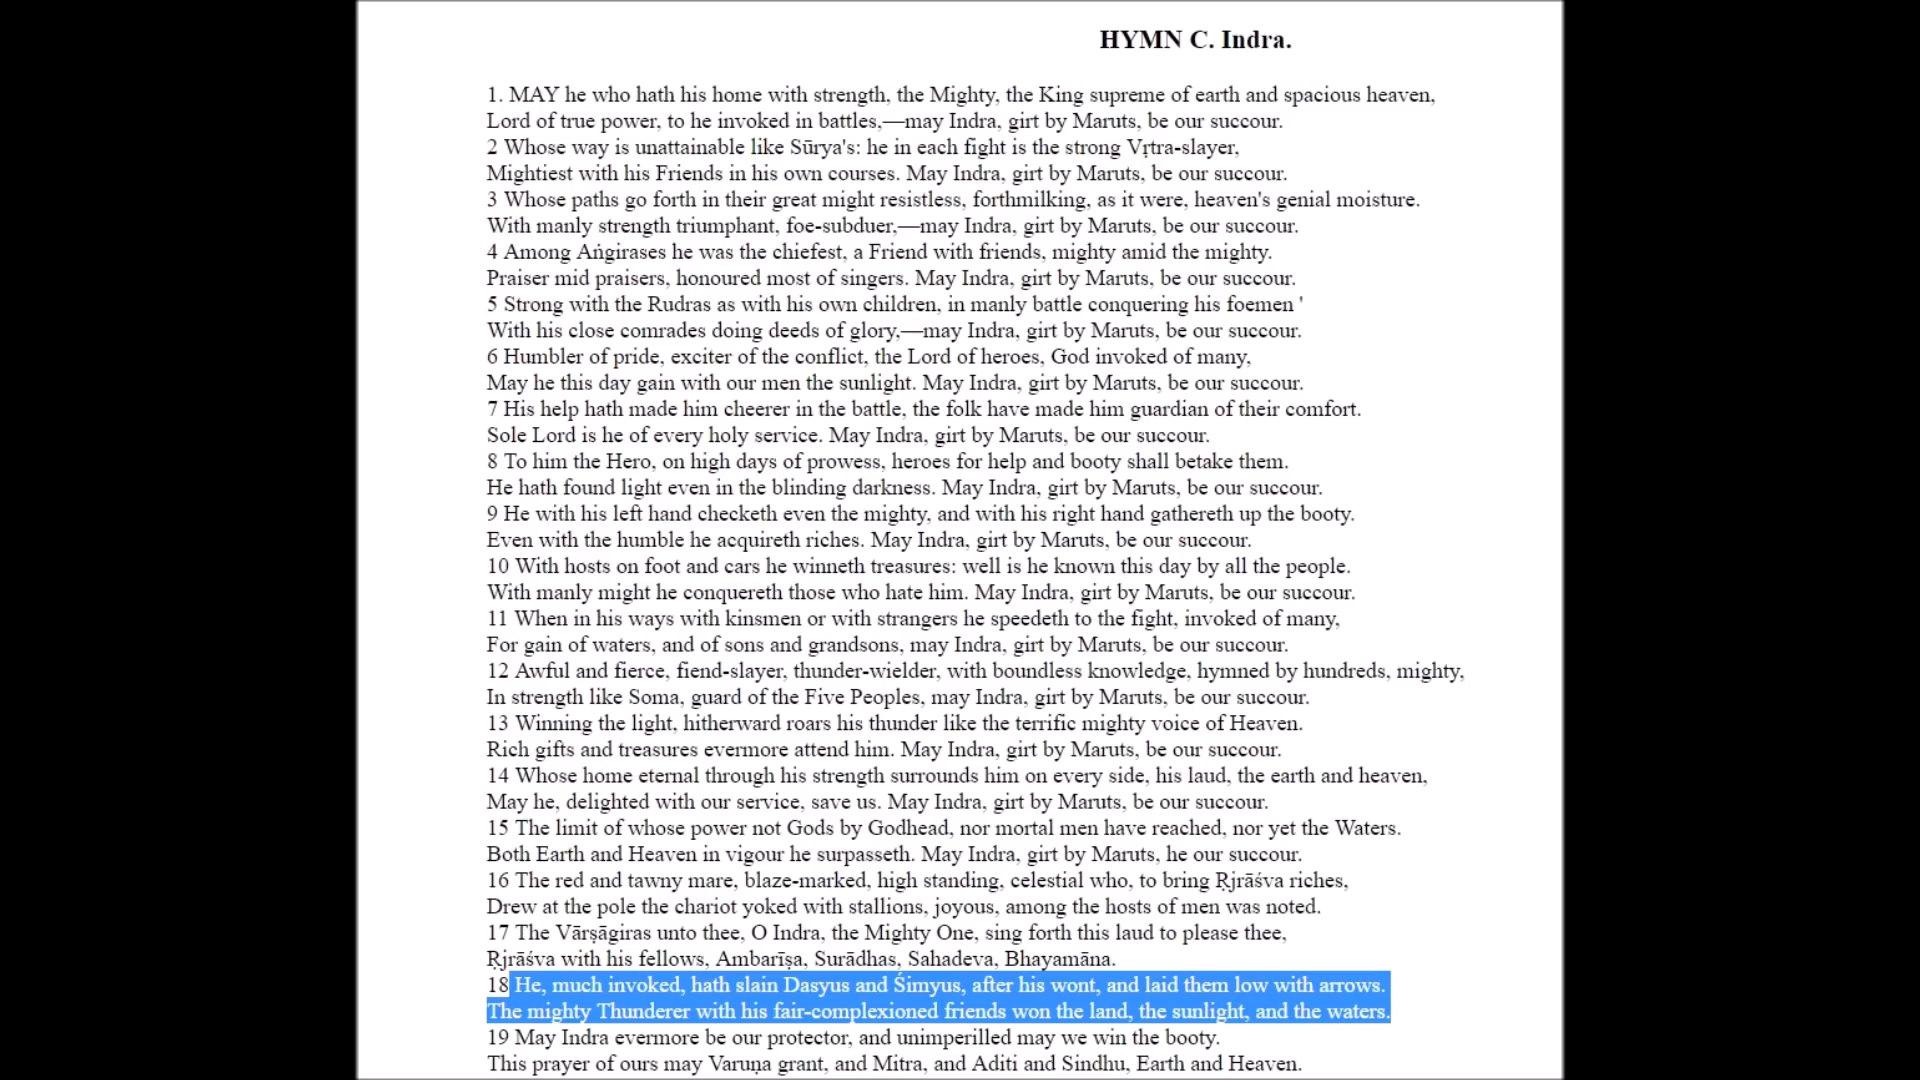 HYMN C. Indra.
1. MAY he who hath his home with strength, the Mighty, the King supreme of earth and spacious heaven,
Lord of true power, to he invoked in battles,—may Indra, girt by Maruts, be our succour.
2 Whose way is unattainable like Sūrya's: he in each fight is the strong Vṛtra-slayer,
Mightiest with his Friends in his own courses. May Indra, girt by Maruts, be our succour.
3 Whose paths go forth in their great might resistless, forthmilking, as it were, heaven's genial moisture.
With manly strength triumphant, foe-subduer,—may Indra, girt by Maruts, be our succour.
4 Among Aṅgirases he was the chiefest, a Friend with friends, mighty amid the mighty.
Praiser mid praisers, honoured most of singers. May Indra, girt by Maruts, be our succour.
5 Strong with the Rudras as with his own children, in manly battle conquering his foemen '
With his close comrades doing deeds of glory,—may Indra, girt by Maruts, be our succour.
6 Humbler of pride, exciter of the conflict, the Lord of heroes, God invoked of many,
May he this day gain with our men the sunlight. May Indra, girt by Maruts, be our succour.
7 His help hath made him cheerer in the battle, the folk have made him guardian of their comfort.
Sole Lord is he of every holy service. May Indra, girt by Maruts, be our succour.
8 To him the Hero, on high days of prowess, heroes for help and booty shall betake them.
He hath found light even in the blinding darkness. May Indra, girt by Maruts, be our succour.
9 He with his left hand checketh even the mighty, and with his right hand gathereth up the booty.
Even with the humble he acquireth riches. May Indra, girt by Maruts, be our succour.
10 With hosts on foot and cars he winneth treasures: well is he known this day by all the people.
With manly might he conquereth those who hate him. May Indra, girt by Maruts, be our succour.
11 When in his ways with kinsmen or with strangers he speedeth to the fight, invoked of many,
For gain of waters, and of sons and grandsons, may Indra, girt by Maruts, be our succour.
12 Awful and fierce, fiend-slayer, thunder-wielder, with boundless knowledge, hymned by hundreds, mighty,
In strength like Soma, guard of the Five Peoples, may Indra, girt by Maruts, be our succour.
13 Winning the light, hitherward roars his thunder like the terrific mighty voice of Heaven.
Rich gifts and treasures evermore attend him. May Indra, girt by Maruts, be our succour.
14 Whose home eternal through his strength surrounds him on every side, his laud, the earth and heaven,
May he, delighted with our service, save us. May Indra, girt by Maruts, be our succour.
15 The limit of whose power not Gods by Godhead, nor mortal men have reached, nor yet the Waters.
Both Earth and Heaven in vigour he surpasseth. May Indra, girt by Maruts, he our succour.
16 The red and tawny mare, blaze-marked, high standing, celestial who, to bring Ṛjrāśva riches,
Drew at the pole the chariot yoked with stallions, joyous, among the hosts of men was noted.
17 The Vārṣāgiras unto thee, O Indra, the Mighty One, sing forth this laud to please thee,
Ṛjrāśva with his fellows, Ambarīṣa, Surādhas, Sahadeva, Bhayamāna.
18 He, much invoked, hath slain Dasyus and Śimyus, after his wont, and laid them low with arrows.
The mighty Thunderer with his fair-complexioned friends won the land, the sunlight, and the waters.
19 May Indra evermore be our protector, and unimperilled may we win the booty.
This prayer of ours may Varuṇa grant, and Mitra, and Aditi and Sindhu, Earth and Heaven.